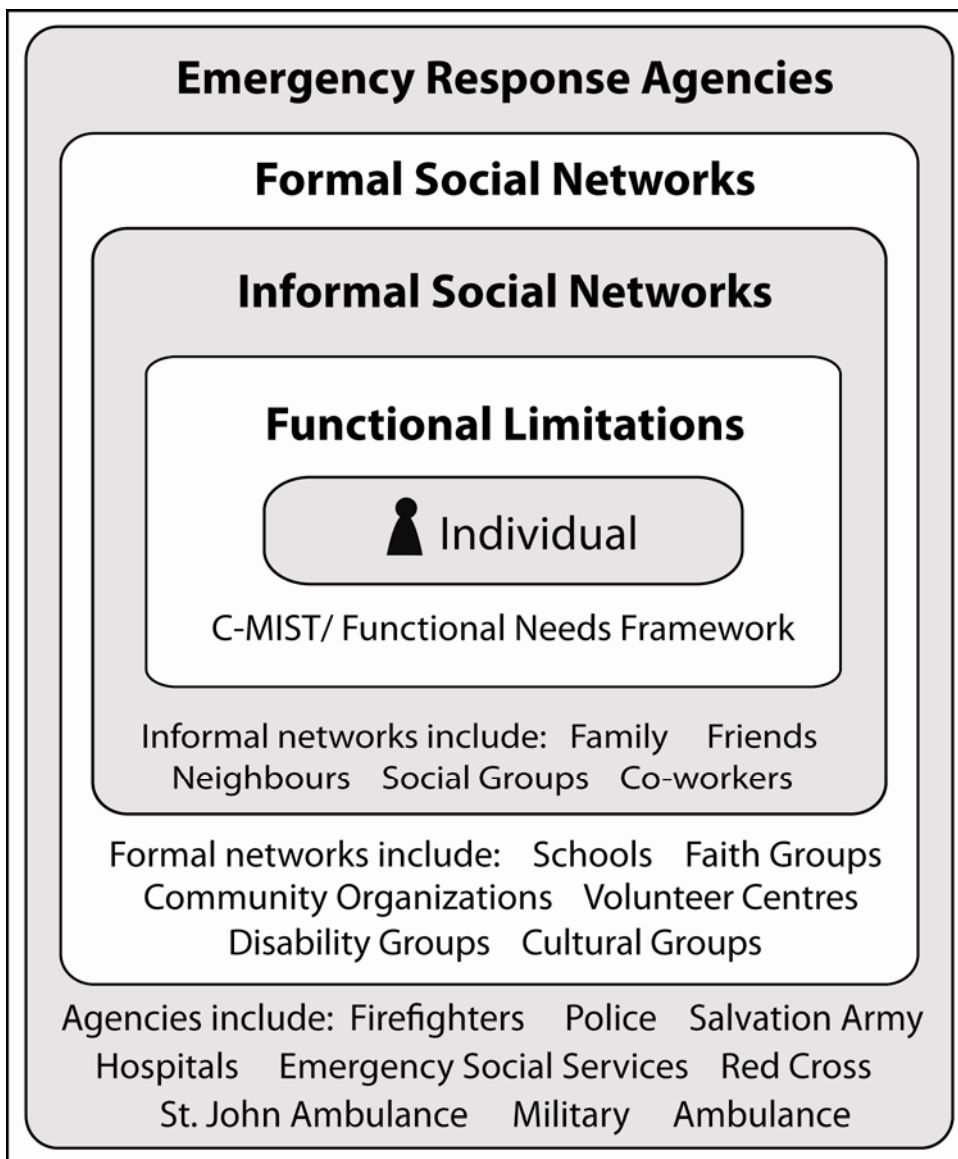 Emergency Response Agencies
Formal Social Networks
Informal Social Networks
Functional Limitations
Individual
C-MIST/ Functional Needs Framework
Informal networks include: Family Friends
Neighbours Social Groups Co-workers
Formal networks include: Schools Faith Groups
Community Organizations Volunteer Centres
Disability Groups Cultural Groups
Agencies include: Firefighters Police Salvation Army
Hospitals Emergency Social Services Red Cross
St. John Ambulance Military Ambulance